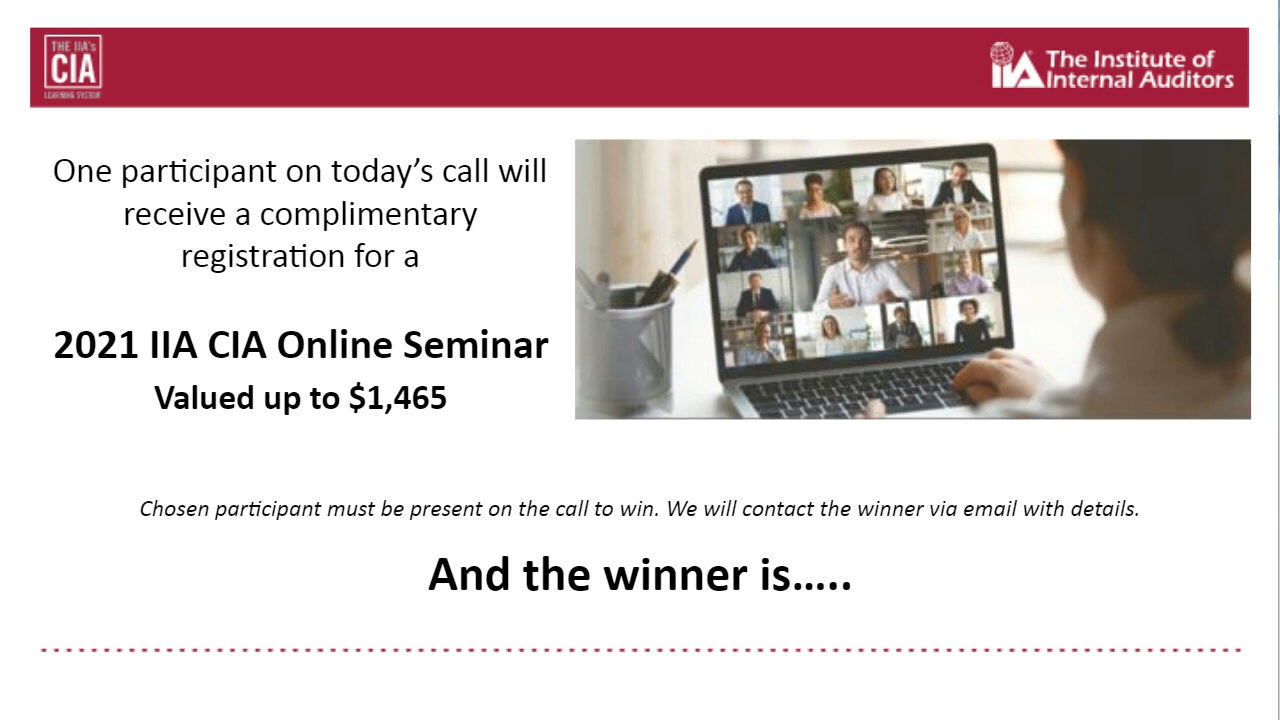 THE IIA's
CIA
LEARNING SYSTEM
IIA The Institute of
Internal Auditors
One participant on today’s call will
receive a complimentary
registration for a
2021 IIA CIA Online Seminar
Valued up to $1,465
Chosen participant must be present on the call to win. We will contact the winner via email with details.
And the winner is…..